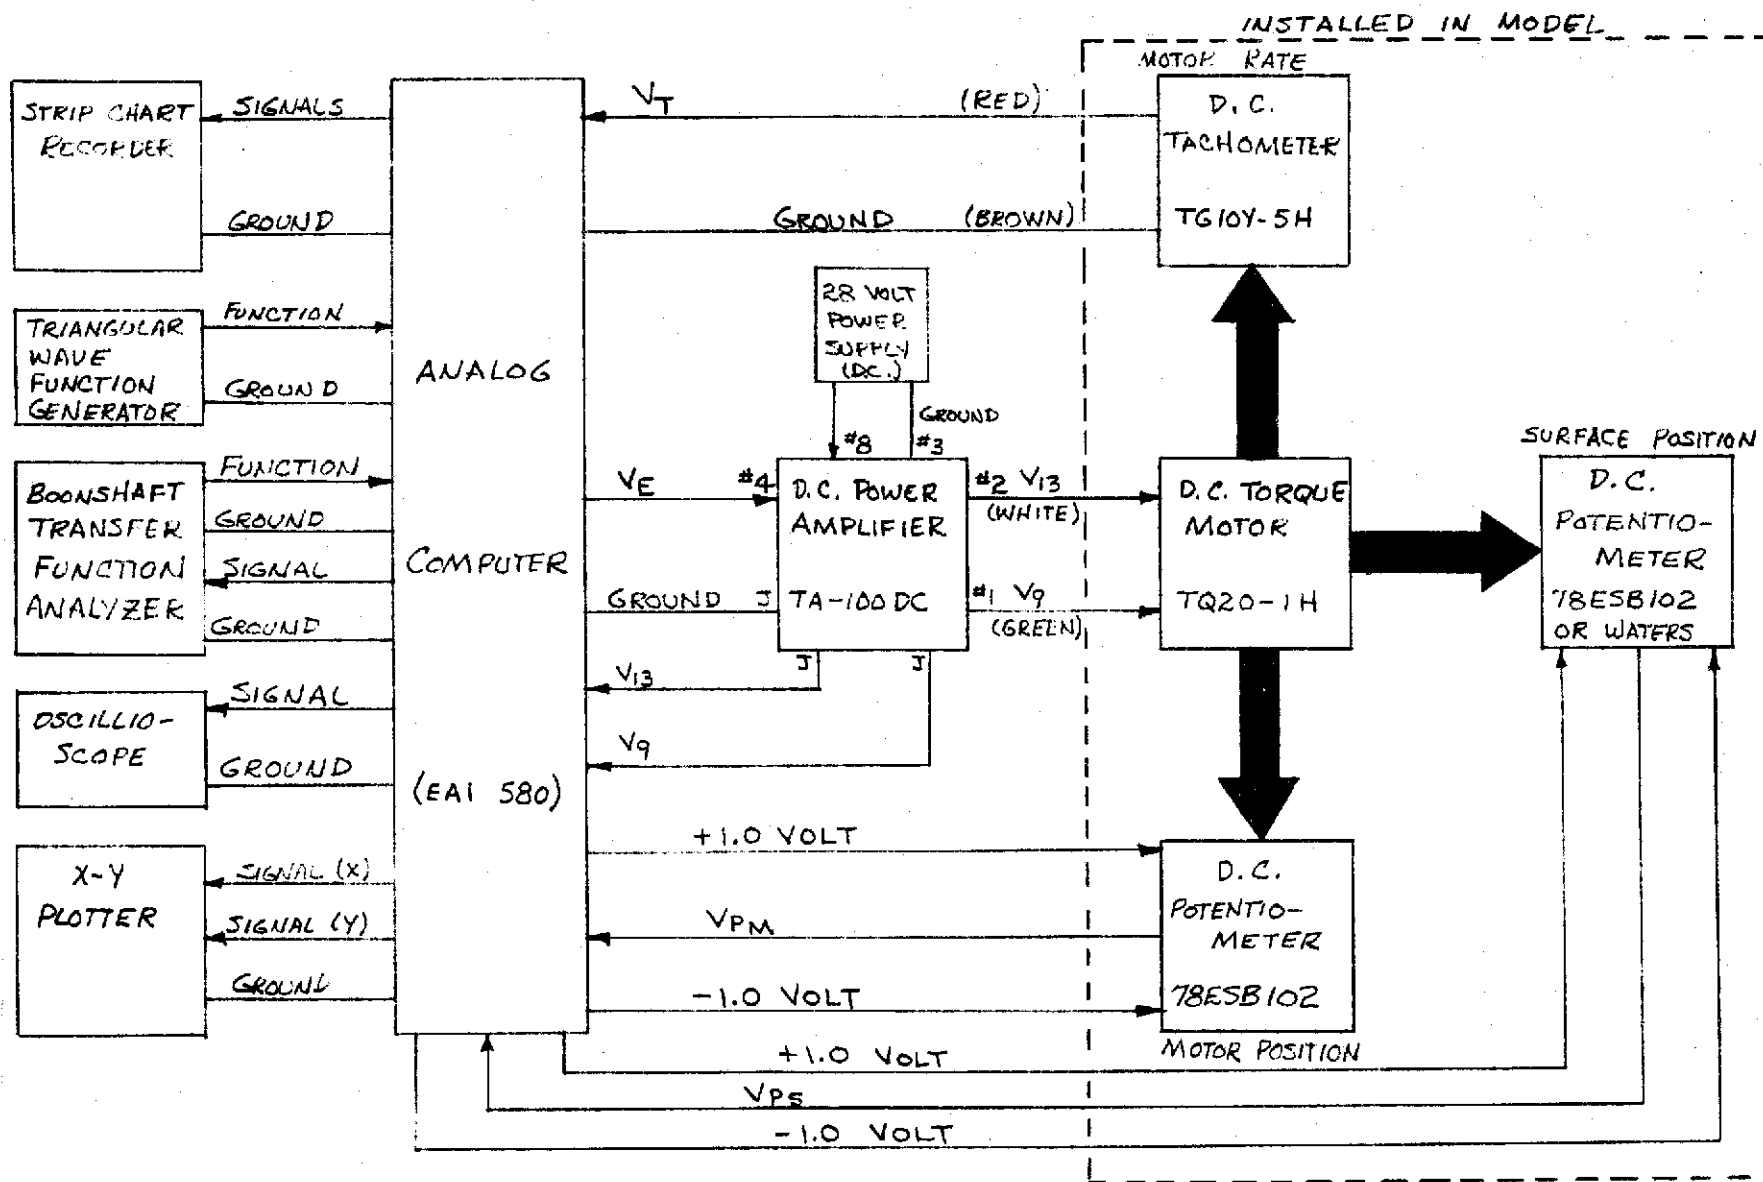 INSTALLED IN MODEL
MOTOR RATE
D.C.
TACHOMETER
TG10Y-5H
STRIP CHART
RECORDER
SIGNALS
GROUND
VT
(RED)
GROUND
(BROWN)
TRIANGULAR
WAVE
FUNCTION
GENERATOR
FUNCTION
GROUND
ANALOG
COMPUTER
(EAI 580)
28 VOLT
POWER
SUPPLY
(D.C.)
GROUND
#8
#3
BOONSHAFT
TRANSFER
FUNCTION
ANALYZER
FUNCTION
GROUND
SIGNAL
GROUND
VE
#4
D.C. POWER
AMPLIFIER
TA-100 DC
GROUND
J
#2 V13
(WHITE)
#1 V9
(GREEN)
J
J
V13
V9
D.C. TORQUE
MOTOR
TQ20-1H
SURFACE POSITION
D.C.
POTENTIO-
METER
78ESB102
OR WATERS
OSCILLIO-
SCOPE
SIGNAL
GROUND
X-Y
PLOTTER
SIGNAL (X)
SIGNAL (Y)
GROUND
+1.0 VOLT
VPM
-1.0 VOLT
D.C.
POTENTIO-
METER
78ESB102
MOTOR POSITION
+1.0 VOLT
VPS
-1.0 VOLT